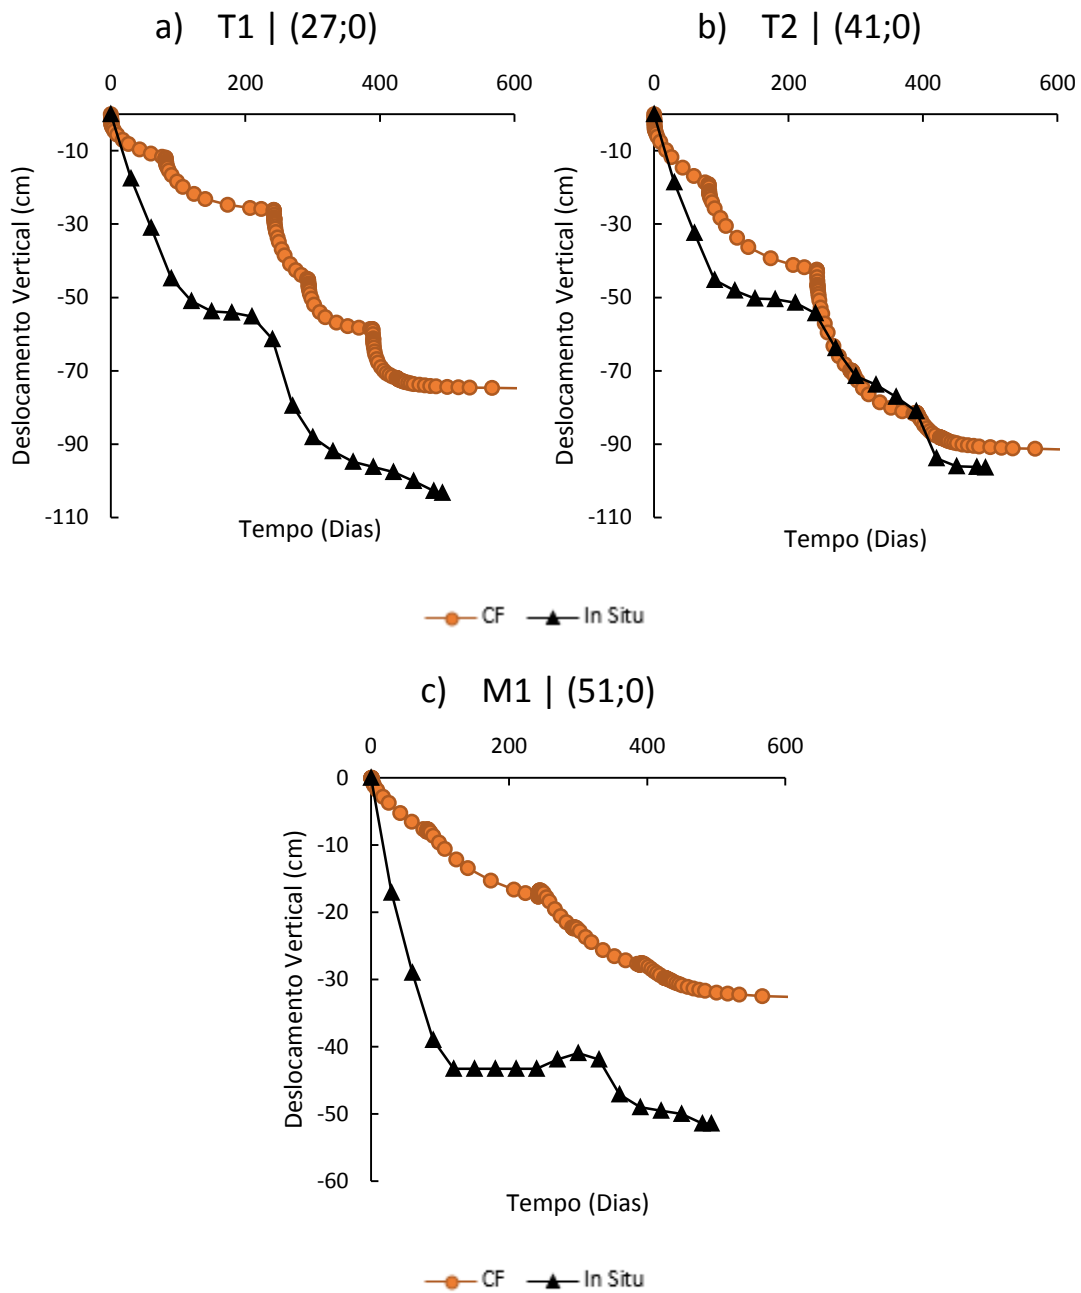 a) T1 | (27;0)
0 200 400 600
-10
-30
-50
-70
-90
-110
Deslocamento Vertical (cm)
Tempo (Dias)
b) T2 | (41;0)
0 200 400 600
-10
-30
-50
-70
-90
-110
Deslocamento Vertical (cm)
Tempo (Dias)
CF In Situ
c) M1 | (51;0)
0 200 400 600
0
-10
-20
-30
-40
-50
-60
Deslocamento Vertical (cm)
Tempo (Dias)
CF In Situ